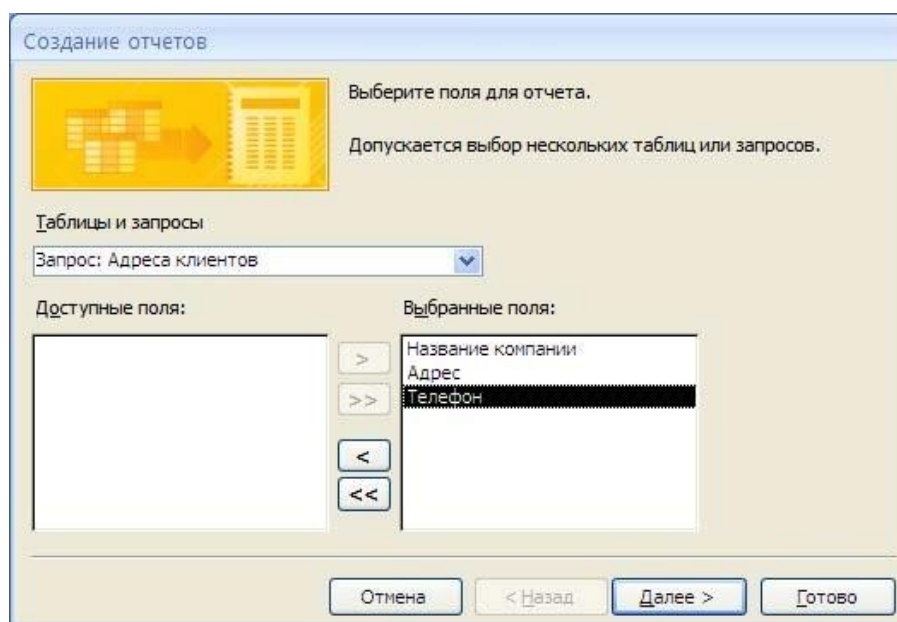 Создание отчетов
Выберите поля для отчета.
Допускается выбор нескольких таблиц или запросов.
Таблицы и запросы
Запрос: Адреса клиентов
Доступные поля:
Выбранные поля:
Название компании
Адрес
Телефон
>
>>
<
<<
Отмена
< Назад
Далее >
Готово